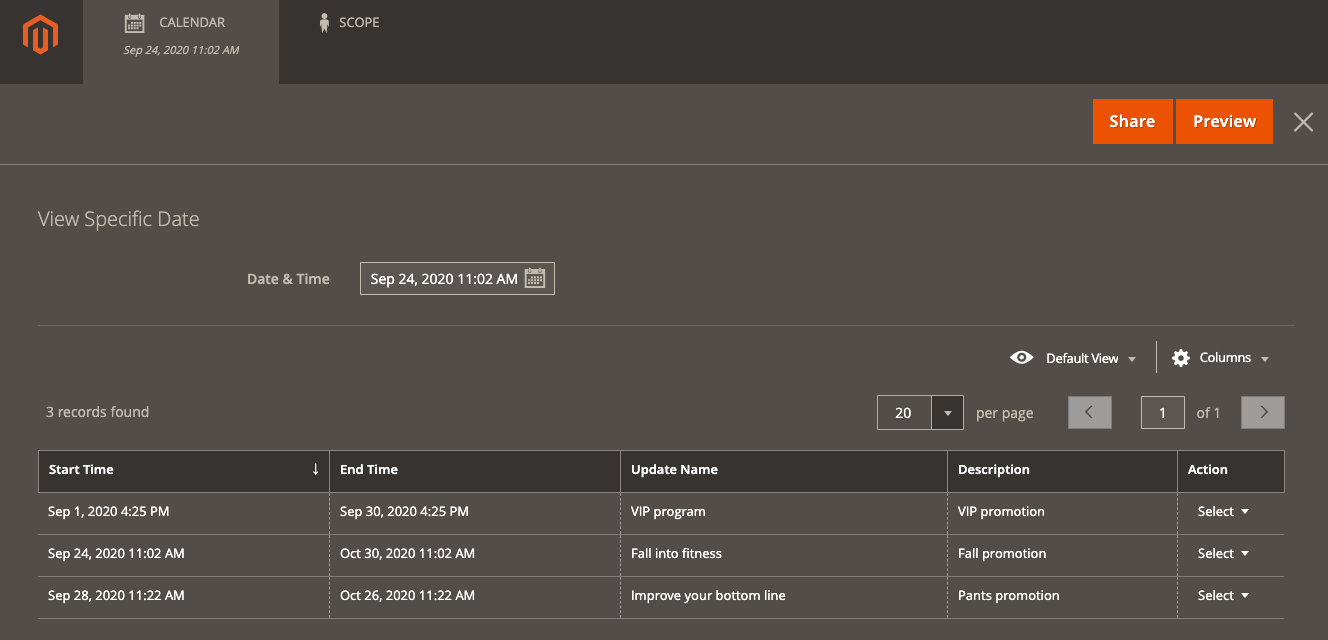 CALENDAR SCOPE
Sep 24, 2020 11:02 AM
Share Preview
View Specific Date
Date & Time Sep 24, 2020 11:02 AM
Default View Columns
3 records found 20 per page 1 of 1
Start Time End Time Update Name Description Action
Sep 1, 2020 4:25 PM Sep 30, 2020 4:25 PM VIP program VIP promotion Select
Sep 24, 2020 11:02 AM Oct 30, 2020 11:02 AM Fall into fitness Fall promotion Select
Sep 28, 2020 11:22 AM Oct 26, 2020 11:22 AM Improve your bottom line Pants promotion Select